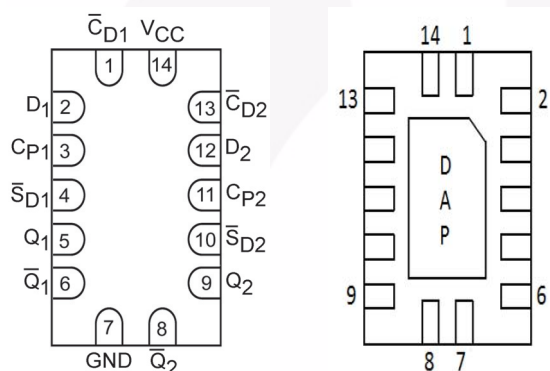 C̅D1 VCC
1 14
D1 2 13 C̅D2
CP1 3 12 D2
S̅D1 4 11 CP2
Q1 5 10 S̅D2
Q̅1 6 9 Q2
7 8
GND Q̅2
14 1
13 2
D
A
P
9 6
8 7